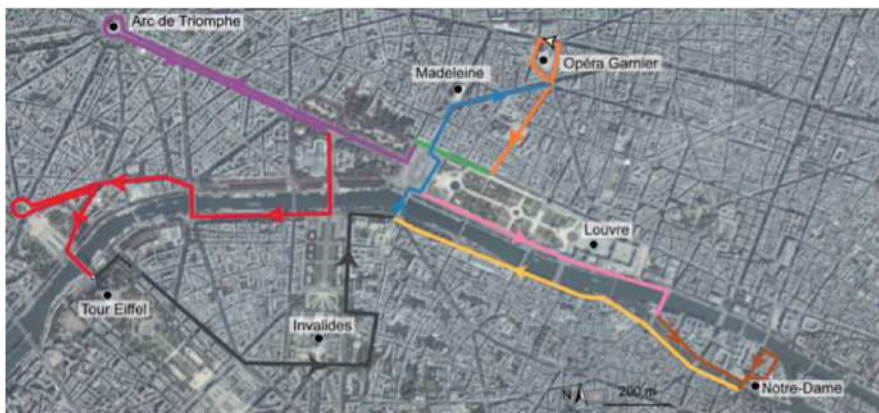 Arc de Triomphe
Opéra Garnier
Madeleine
Louvre
Tour Eiffel
Invalides
Notre-Dame
N
200 m